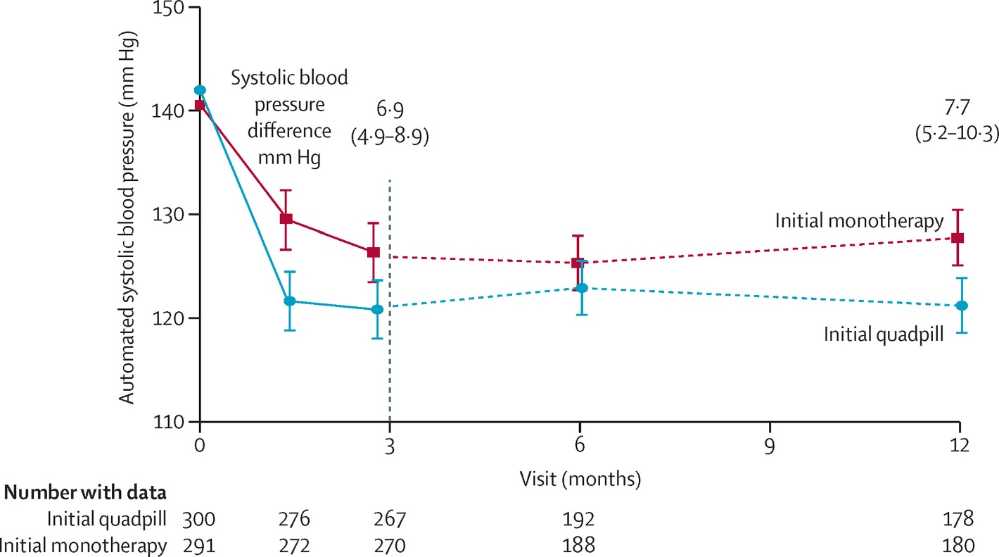 150
140
130
120
110
Automated systolic blood pressure (mm Hg)
Systolic blood
pressure
difference
mm Hg
6·9
(4·9–8·9)
7·7
(5·2–10·3)
Initial monotherapy
Initial quadpill
0 3 6 9 12
Visit (months)
Number with data
Initial quadpill 300 276 267 192 178
Initial monotherapy 291 272 270 188 180